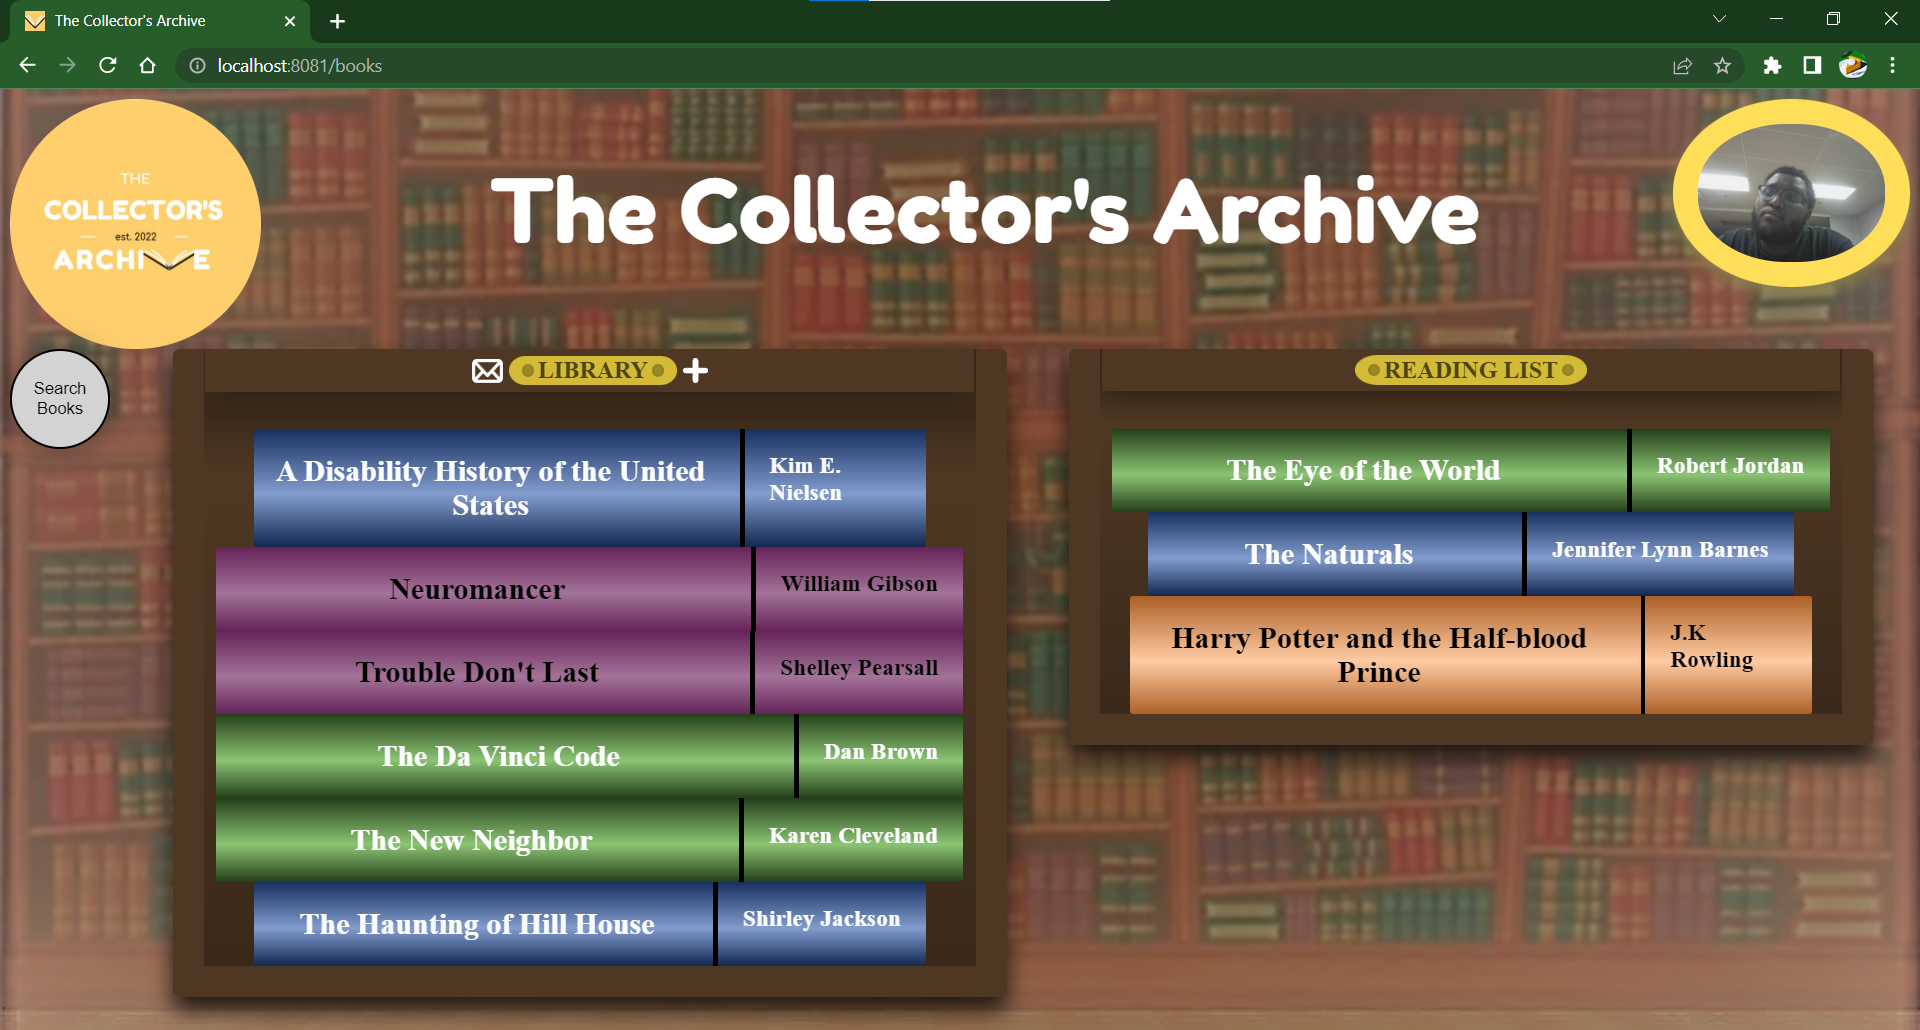 The Collector's Archive
localhost:8081/books
THE
COLLECTOR'S
est. 2022
ARCHIVE
The Collector's Archive
Search
Books
LIBRARY
A Disability History of the United
States
Kim E.
Nielsen
Neuromancer
William Gibson
Trouble Don't Last
Shelley Pearsall
The Da Vinci Code
Dan Brown
The New Neighbor
Karen Cleveland
The Haunting of Hill House
Shirley Jackson
READING LIST
The Eye of the World
Robert Jordan
The Naturals
Jennifer Lynn Barnes
Harry Potter and the Half-blood
Prince
J.K
Rowling